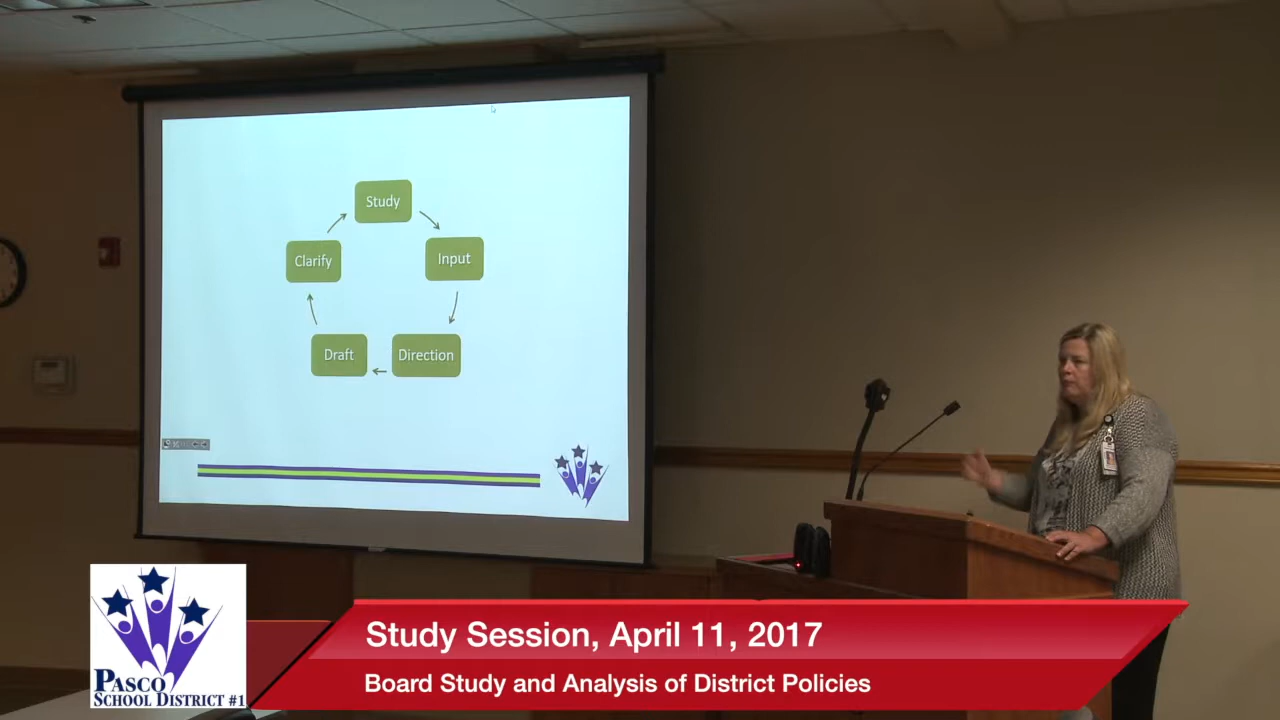 Study
Clarify
Input
Draft
Direction
PASCO
SCHOOL DISTRICT #1
Study Session, April 11, 2017
Board Study and Analysis of District Policies